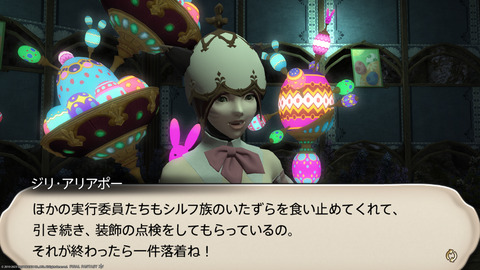 ジリ・アリアポー
ほかの実行委員たちもシルフ族のいたずらを食い止めてくれて、
引き続き、装飾の点検をしてもらっているの。
それが終わったら一件落着ね！
FINAL FANTASY XIV